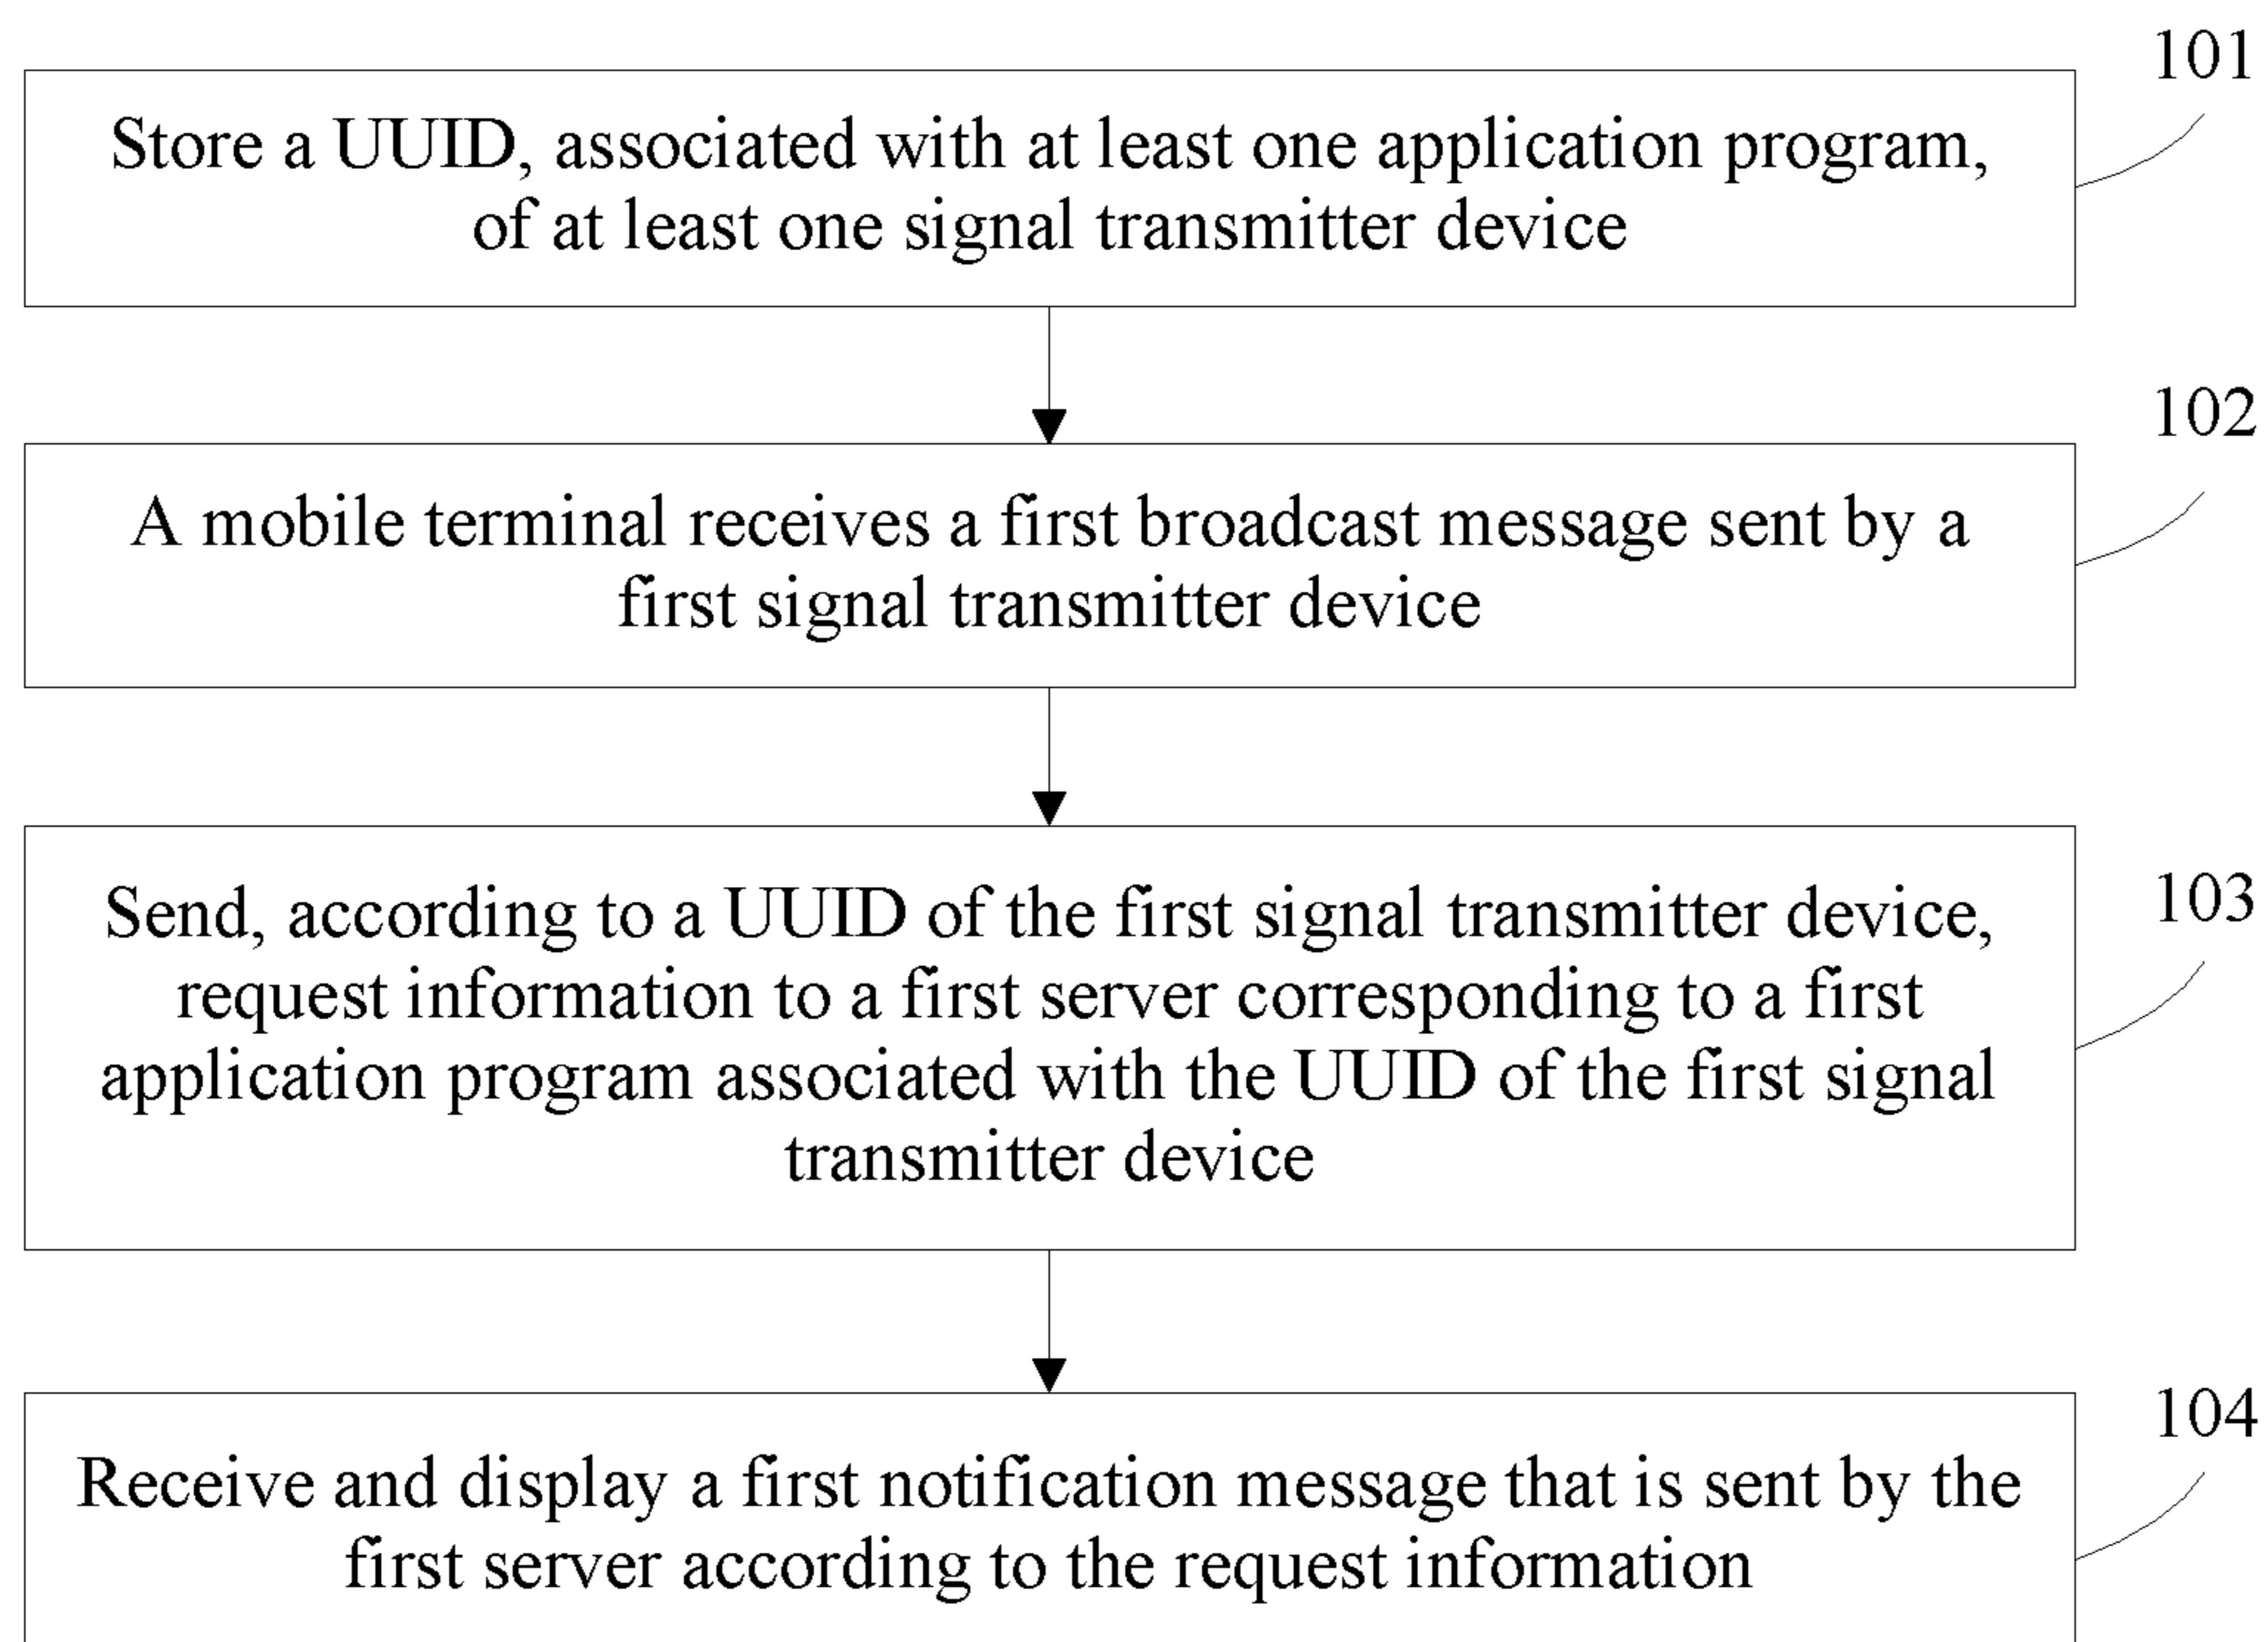 101
Store a UUID, associated with at least one application program,
of at least one signal transmitter device
102
A mobile terminal receives a first broadcast message sent by a
first signal transmitter device
103
Send, according to a UUID of the first signal transmitter device,
request information to a first server corresponding to a first
application program associated with the UUID of the first signal
transmitter device
104
Receive and display a first notification message that is sent by the
first server according to the request information